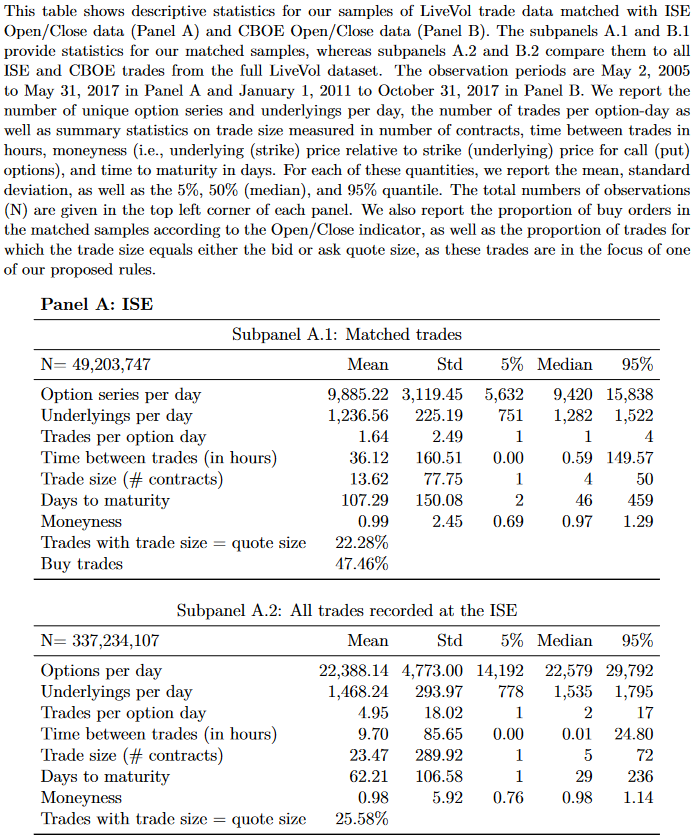 This table shows descriptive statistics for our samples of LiveVol trade data matched with ISE
Open/Close data (Panel A) and CBOE Open/Close data (Panel B). The subpanels A.1 and B.1
provide statistics for our matched samples, whereas subpanels A.2 and B.2 compare them to all
ISE and CBOE trades from the full LiveVol dataset. The observation periods are May 2, 2005
to May 31, 2017 in Panel A and January 1, 2011 to October 31, 2017 in Panel B. We report the
number of unique option series and underlyings per day, the number of trades per option-day as
well as summary statistics on trade size measured in number of contracts, time between trades in
hours, moneyness (i.e., underlying (strike) price relative to strike (underlying) price for call (put)
options), and time to maturity in days. For each of these quantities, we report the mean, standard
deviation, as well as the 5%, 50% (median), and 95% quantile. The total numbers of observations
(N) are given in the top left corner of each panel. We also report the proportion of buy orders in
the matched samples according to the Open/Close indicator, as well as the proportion of trades for
which the trade size equals either the bid or ask quote size, as these trades are in the focus of one
of our proposed rules.
Panel A: ISE
Subpanel A.1: Matched trades
N= 49,203,747 Mean Std 5% Median 95%
Option series per day 9,885.22 3,119.45 5,632 9,420 15,838
Underlyings per day 1,236.56 225.19 751 1,282 1,522
Trades per option day 1.64 2.49 1 1 4
Time between trades (in hours) 36.12 160.51 0.00 0.59 149.57
Trade size (# contracts) 13.62 77.75 1 4 50
Days to maturity 107.29 150.08 2 46 459
Moneyness 0.99 2.45 0.69 0.97 1.29
Trades with trade size = quote size 22.28%
Buy trades 47.46%
Subpanel A.2: All trades recorded at the ISE
N= 337,234,107 Mean Std 5% Median 95%
Options per day 22,388.14 4,773.00 14,192 22,579 29,792
Underlyings per day 1,468.24 293.97 778 1,535 1,795
Trades per option day 4.95 18.02 1 2 17
Time between trades (in hours) 9.70 85.65 0.00 0.01 24.80
Trade size (# contracts) 23.47 289.92 1 5 72
Days to maturity 62.21 106.58 1 29 236
Moneyness 0.98 5.92 0.76 0.98 1.14
Trades with trade size = quote size 25.58%